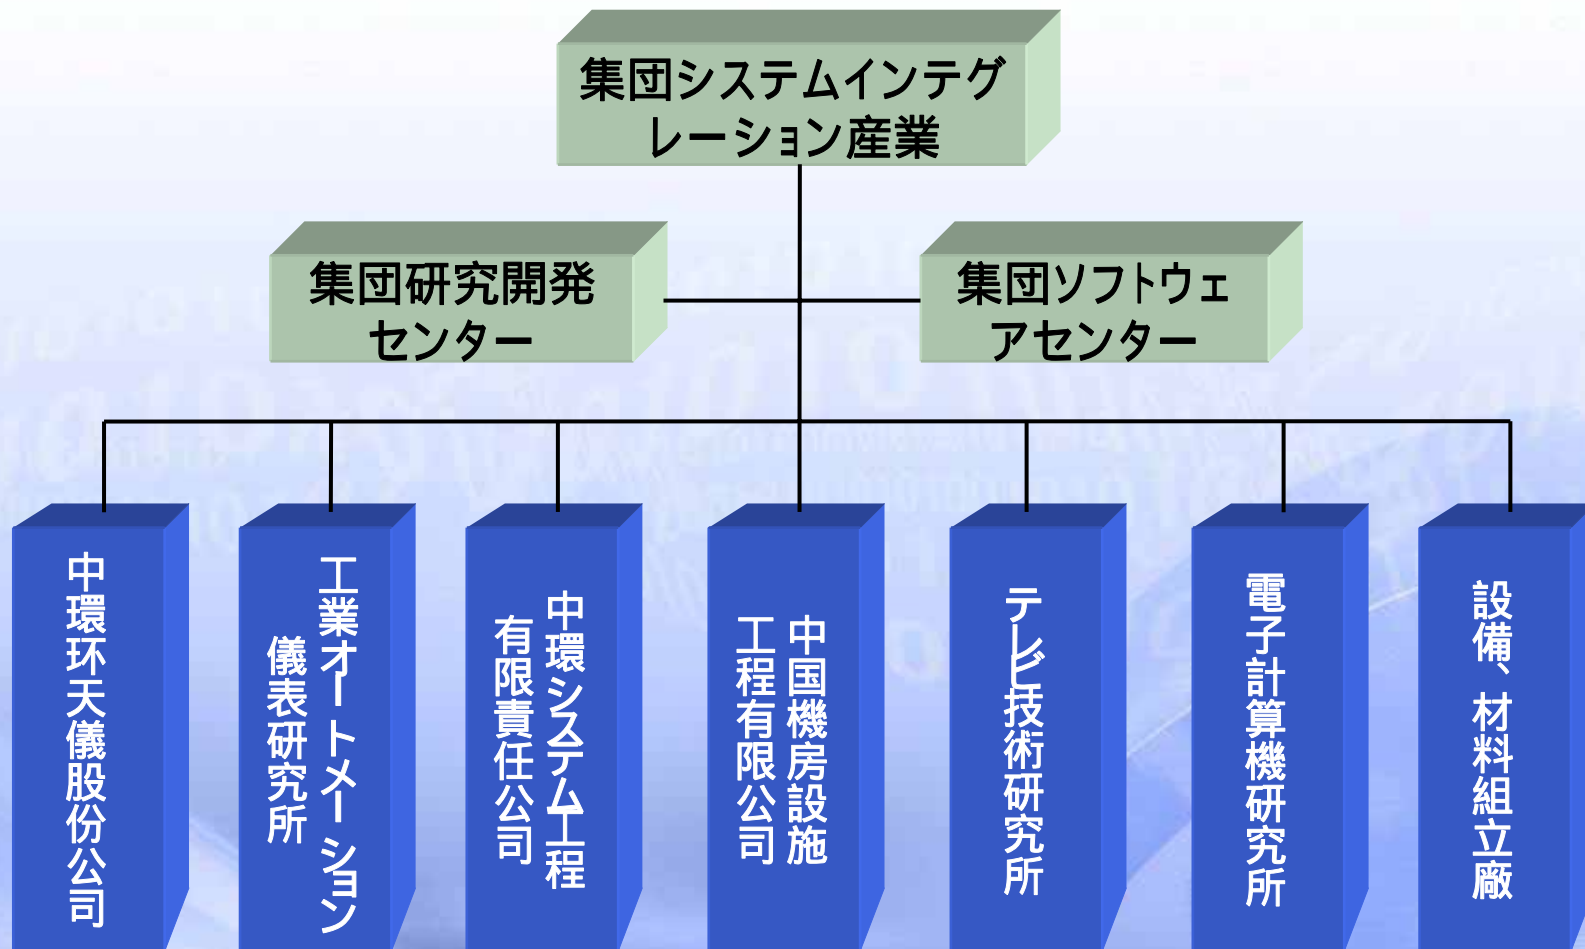 集団システムインテグ
レーション産業
集団研究開発
センター
集団ソフトウェ
アセンター
中環环天儀股份公司
工業オートメーション
儀表研究所
中環システム工程
有限責任公司
中国機房設施
工程有限公司
テレビ技術研究所
電子計算機研究所
設備、材料組立廠